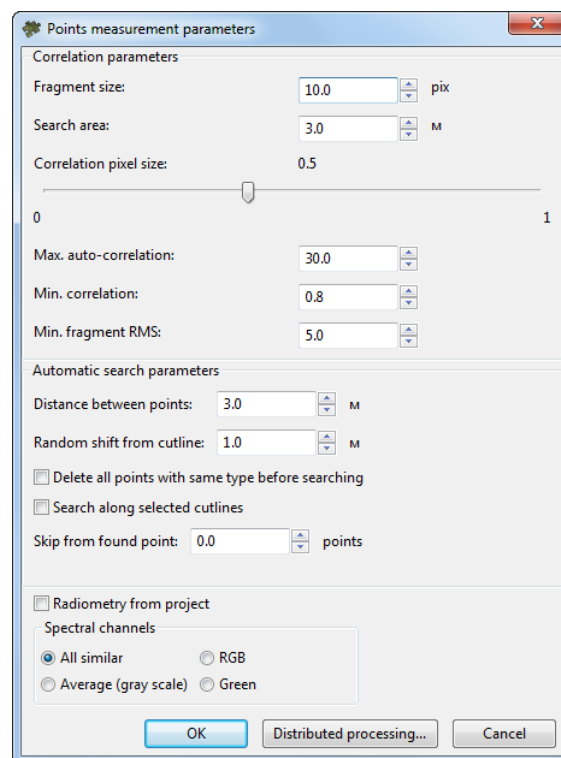 Points measurement parameters
Correlation parameters
Fragment size: 10.0 pix
Search area: 3.0 м
Correlation pixel size: 0.5
0 1
Max. auto-correlation: 30.0
Min. correlation: 0.8
Min. fragment RMS: 5.0
Automatic search parameters
Distance between points: 3.0 м
Random shift from cutline: 1.0 м
Delete all points with same type before searching
Search along selected cutlines
Skip from found point: 0.0 points
Radiometry from project
Spectral channels
All similar RGB
Average (gray scale) Green
OK Distributed processing... Cancel